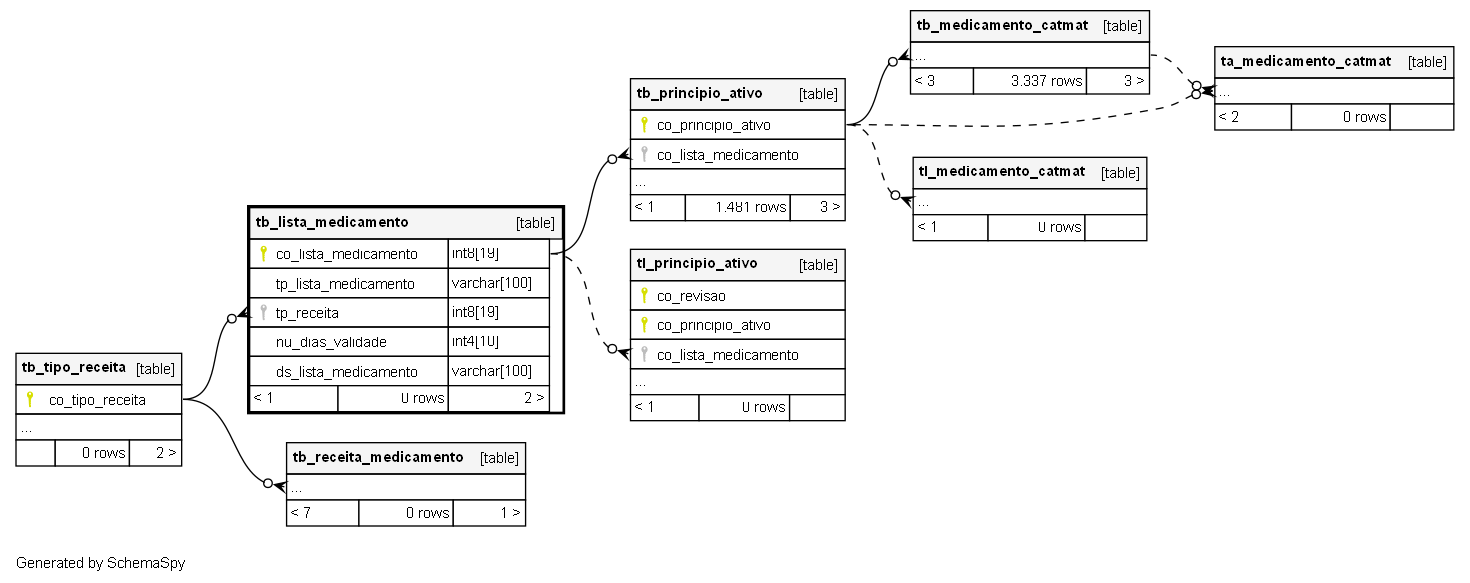 tb_medicamento_catmat [table]
...
< 3 3.337 rows 3 >
ta_medicamento_catmat [table]
...
< 2 0 rows
tb_principio_ativo [table]
co_principio_ativo
co_lista_medicamento
...
< 1 1.481 rows 3 >
tl_medicamento_catmat [table]
...
< 1 0 rows
tb_lista_medicamento [table]
co_lista_medicamento int8[19]
tp_lista_medicamento varchar[100]
tp_receita int8[19]
nu_dias_validade int4[10]
ds_lista_medicamento varchar[100]
< 1 0 rows 2 >
tl_principio_ativo [table]
co_revisao
co_principio_ativo
co_lista_medicamento
...
< 1 0 rows
tb_tipo_receita [table]
co_tipo_receita
...
0 rows 2 >
tb_receita_medicamento [table]
...
< 7 0 rows 1 >
Generated by SchemaSpy